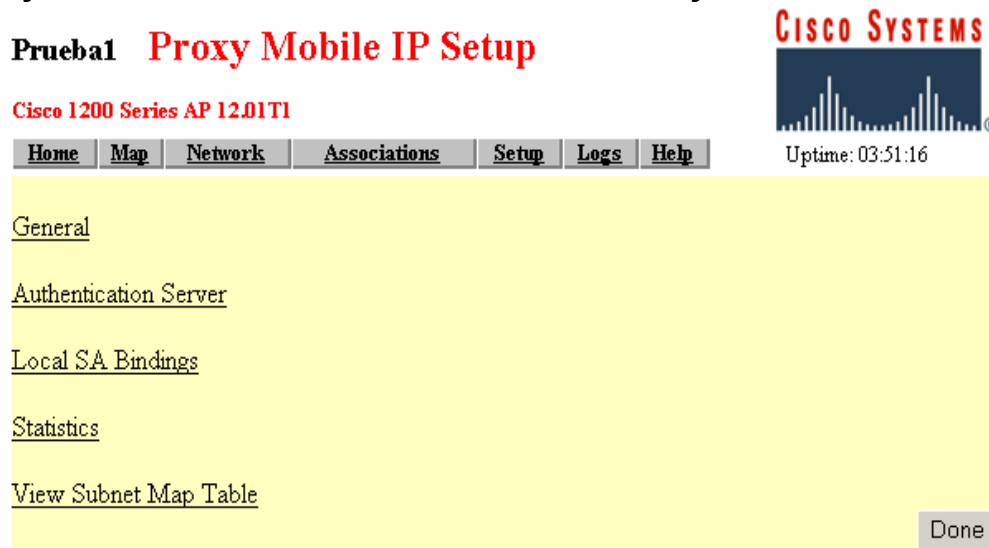 CISCO SYSTEMS
Prueba1 Proxy Mobile IP Setup
Cisco 1200 Series AP 12.01T1
Home Map Network Associations Setup Logs Help
Uptime: 03:51:16
General
Authentication Server
Local SA Bindings
Statistics
View Subnet Map Table
Done